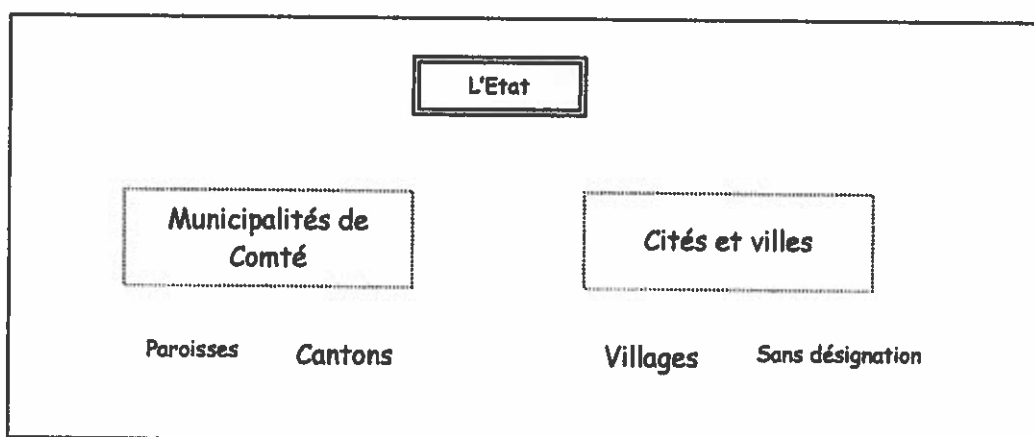 L'Etat
Municipalités de
Comté
Cités et villes
Paroisses
Cantons
Villages
Sans désignation